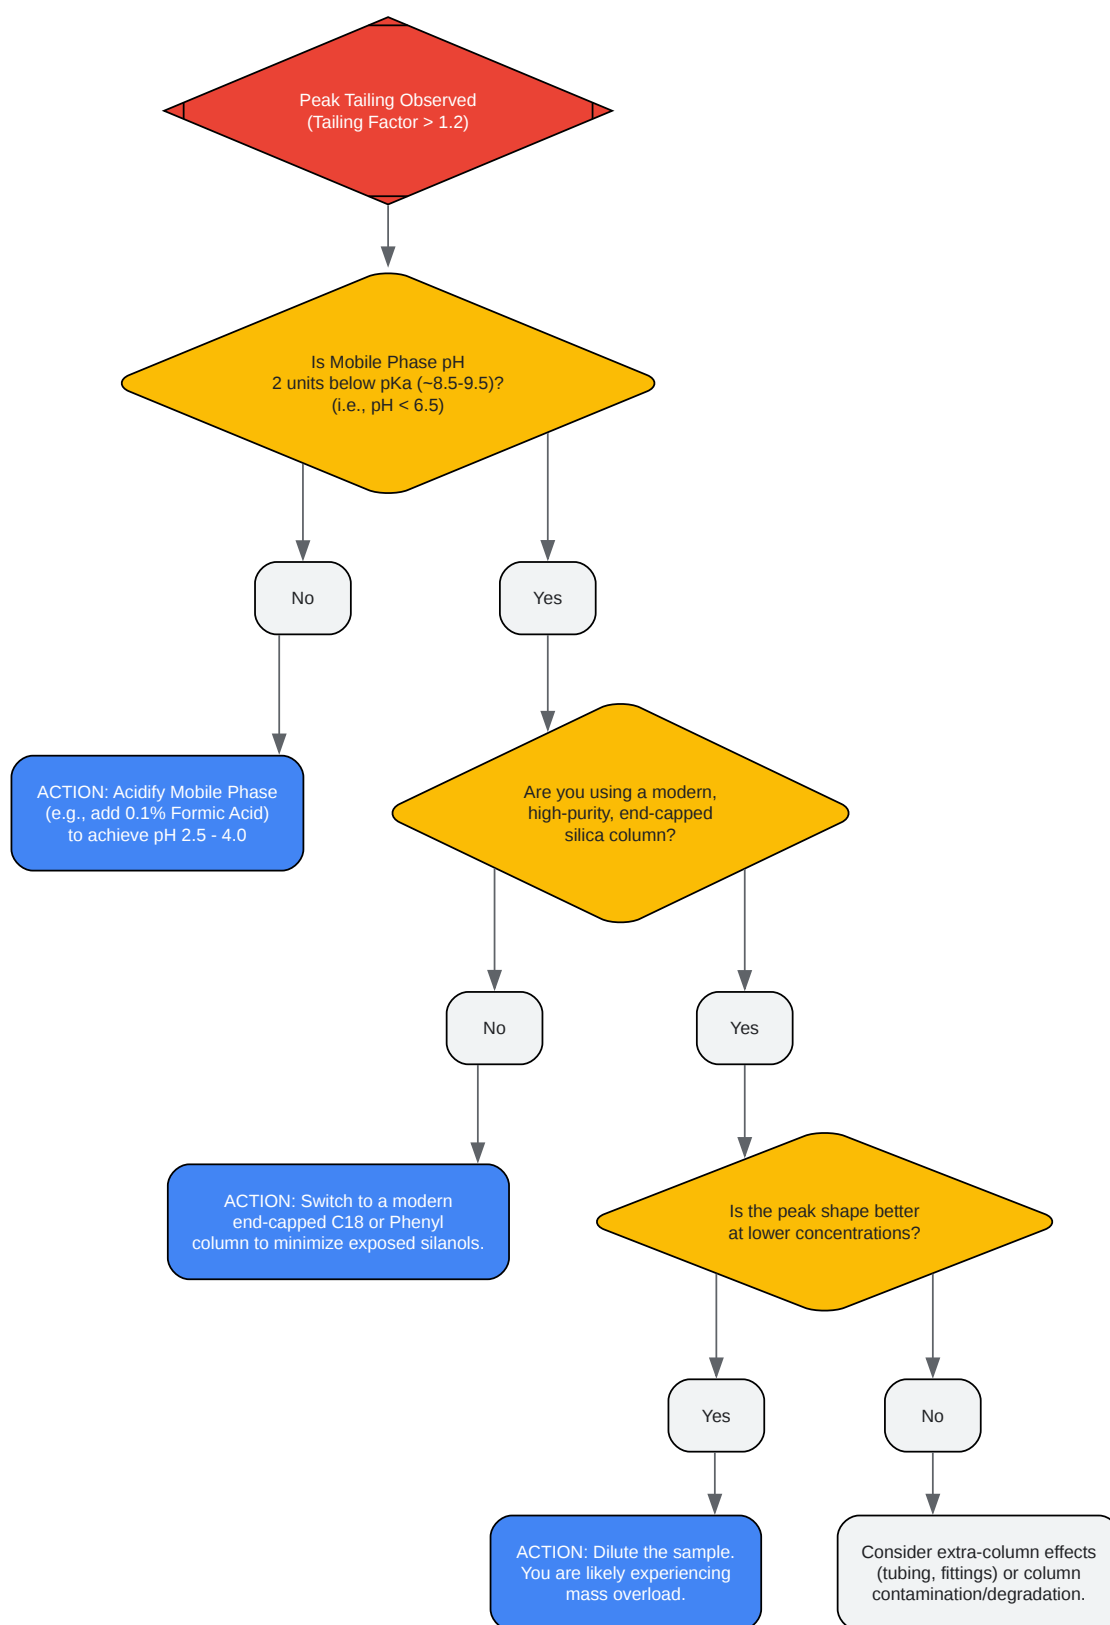 Peak Tailing Observed
(Tailing Factor > 1.2)
Is Mobile Phase pH
2 units below pKa (~8.5-9.5)?
(i.e., pH < 6.5)
No
Yes
ACTION: Acidify Mobile Phase
(e.g., add 0.1% Formic Acid)
to achieve pH 2.5 - 4.0
Are you using a modern,
high-purity, end-capped
silica column?
No
Yes
ACTION: Switch to a modern
end-capped C18 or Phenyl
column to minimize exposed silanols.
Is the peak shape better
at lower concentrations?
Yes
No
ACTION: Dilute the sample.
You are likely experiencing
mass overload.
Consider extra-column effects
(tubing, fittings) or column
contamination/degradation.